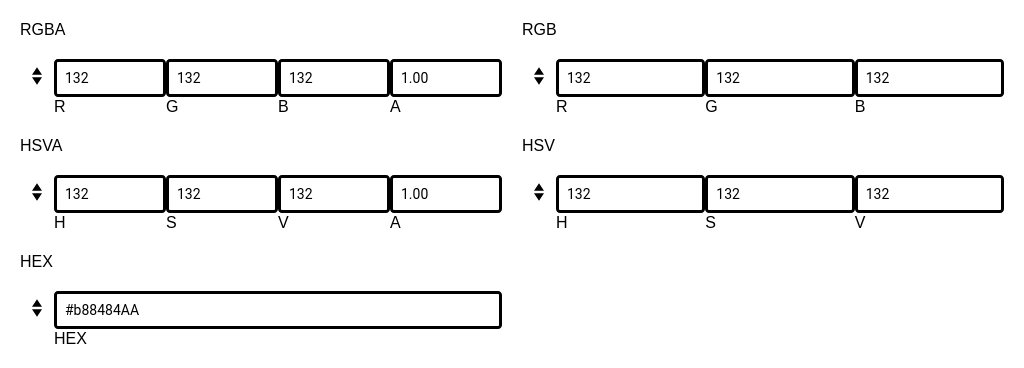 RGBA
132 132 132 1.00
R G B A
RGB
132 132 132
R G B
HSVA
132 132 132 1.00
H S V A
HSV
132 132 132
H S V
HEX
#b88484AA
HEX